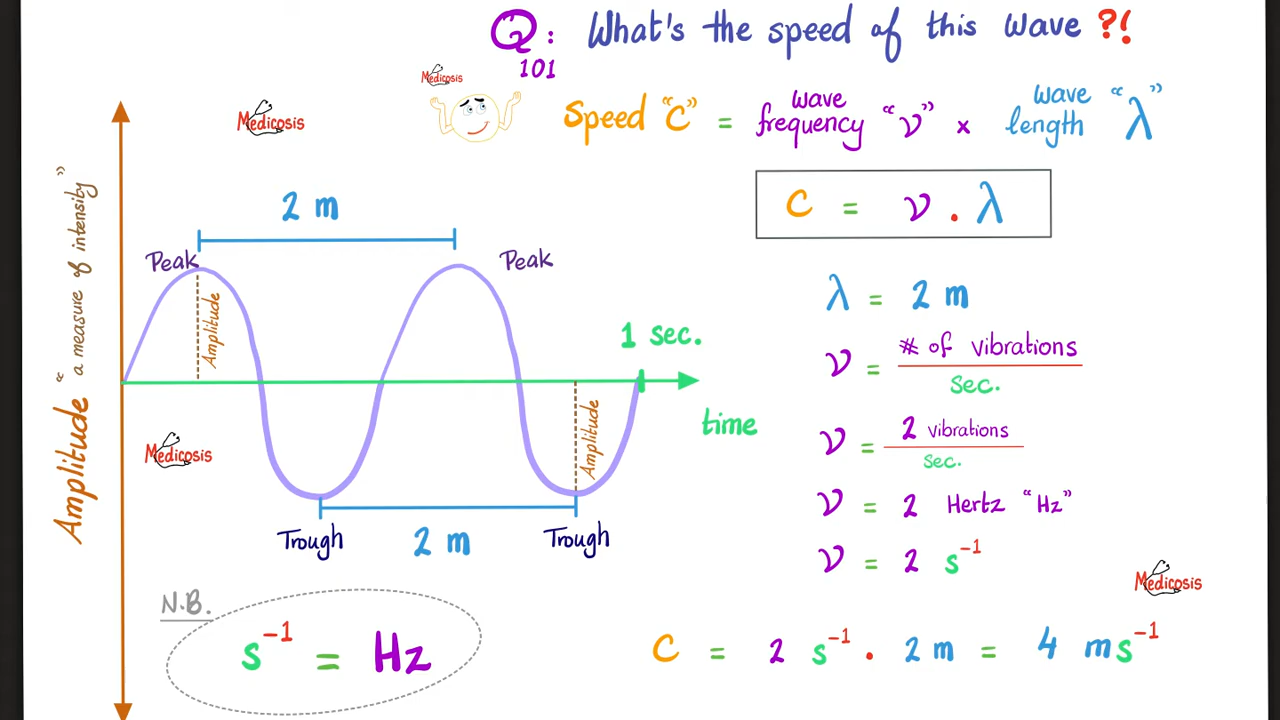 Q: What's the speed of this wave ?!
101
Medicosis
Medicosis
Speed "C" = wave frequency "ν" x wave length "λ"
C = ν . λ
Amplitude "a measure of intensity"
2 m
Peak
Peak
Amplitude
1 sec.
time
Amplitude
Medicosis
Trough
2 m
Trough
λ = 2 m
ν = # of vibrations
sec.
ν = 2 vibrations
sec.
ν = 2 Hertz "Hz"
ν = 2 s⁻¹
Medicosis
N.B.
s⁻¹ = Hz
C = 2 s⁻¹ . 2 m = 4 ms⁻¹